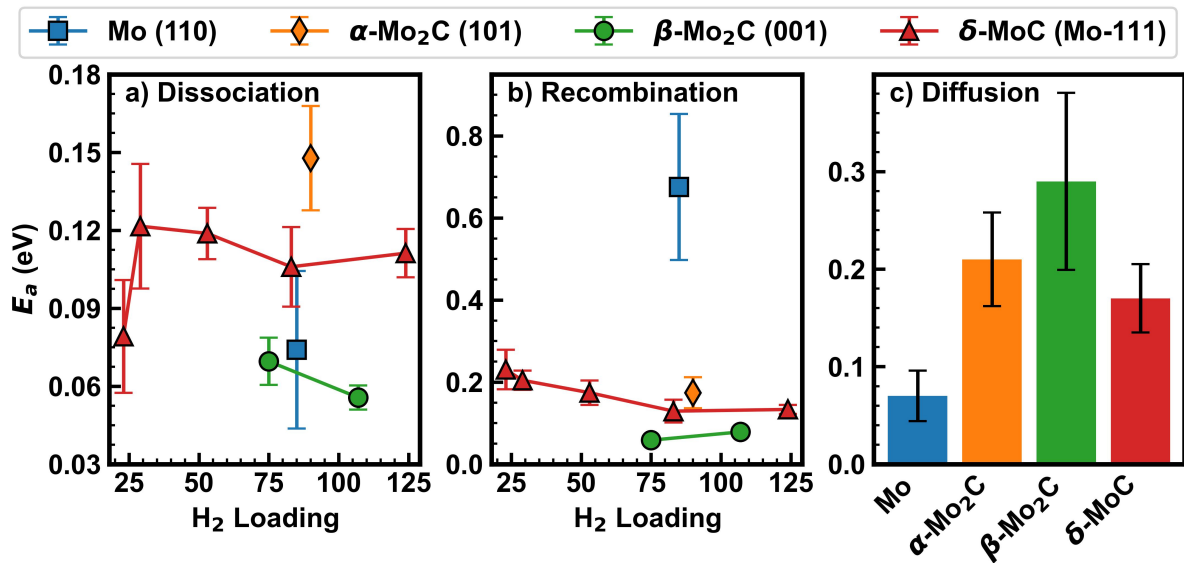 Mo (110) α-Mo₂C (101) β-Mo₂C (001) δ-MoC (Mo-111)
a) Dissociation
b) Recombination
c) Diffusion
Eₐ (eV)
0.18
0.15
0.12
0.09
0.06
0.03
25 50 75 100 125
H₂ Loading
0.8
0.6
0.4
0.2
0.0
25 50 75 100 125
H₂ Loading
0.3
0.2
0.1
0.0
Mo
α-Mo₂C
β-Mo₂C
δ-MoC